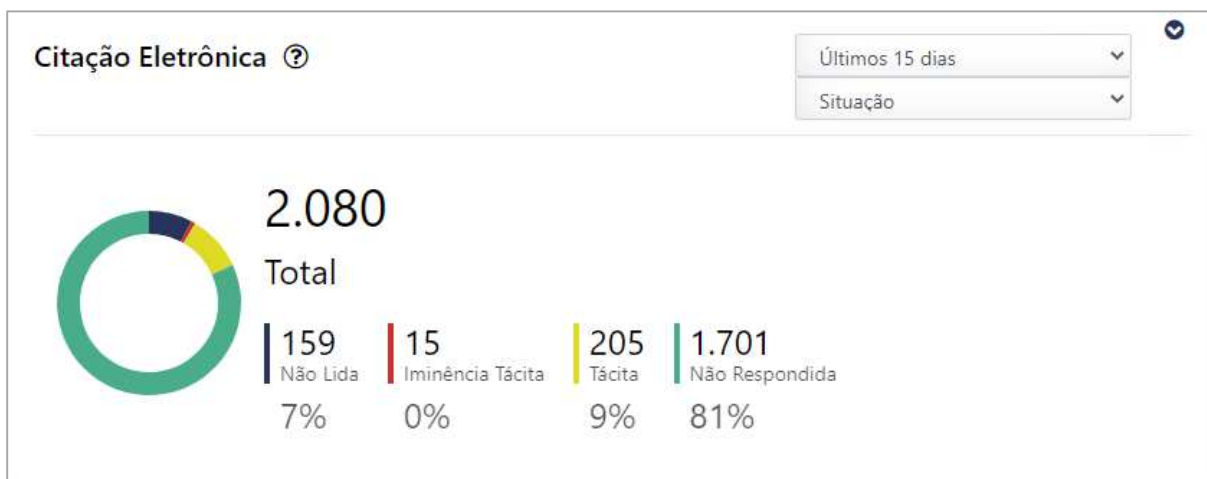 Citação Eletrônica ?
Últimos 15 dias
Situação
2.080
Total
159
Não Lida
7%
15
Iminência Tácita
0%
205
Tácita
9%
1.701
Não Respondida
81%